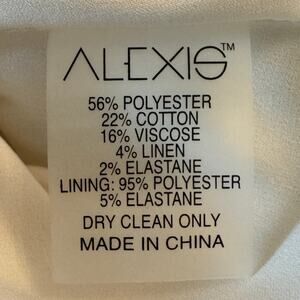 ALEXIS™
56% POLYESTER
22% COTTON
16% VISCOSE
4% LINEN
2% ELASTANE
LINING: 95% POLYESTER
5% ELASTANE
DRY CLEAN ONLY
MADE IN CHINA